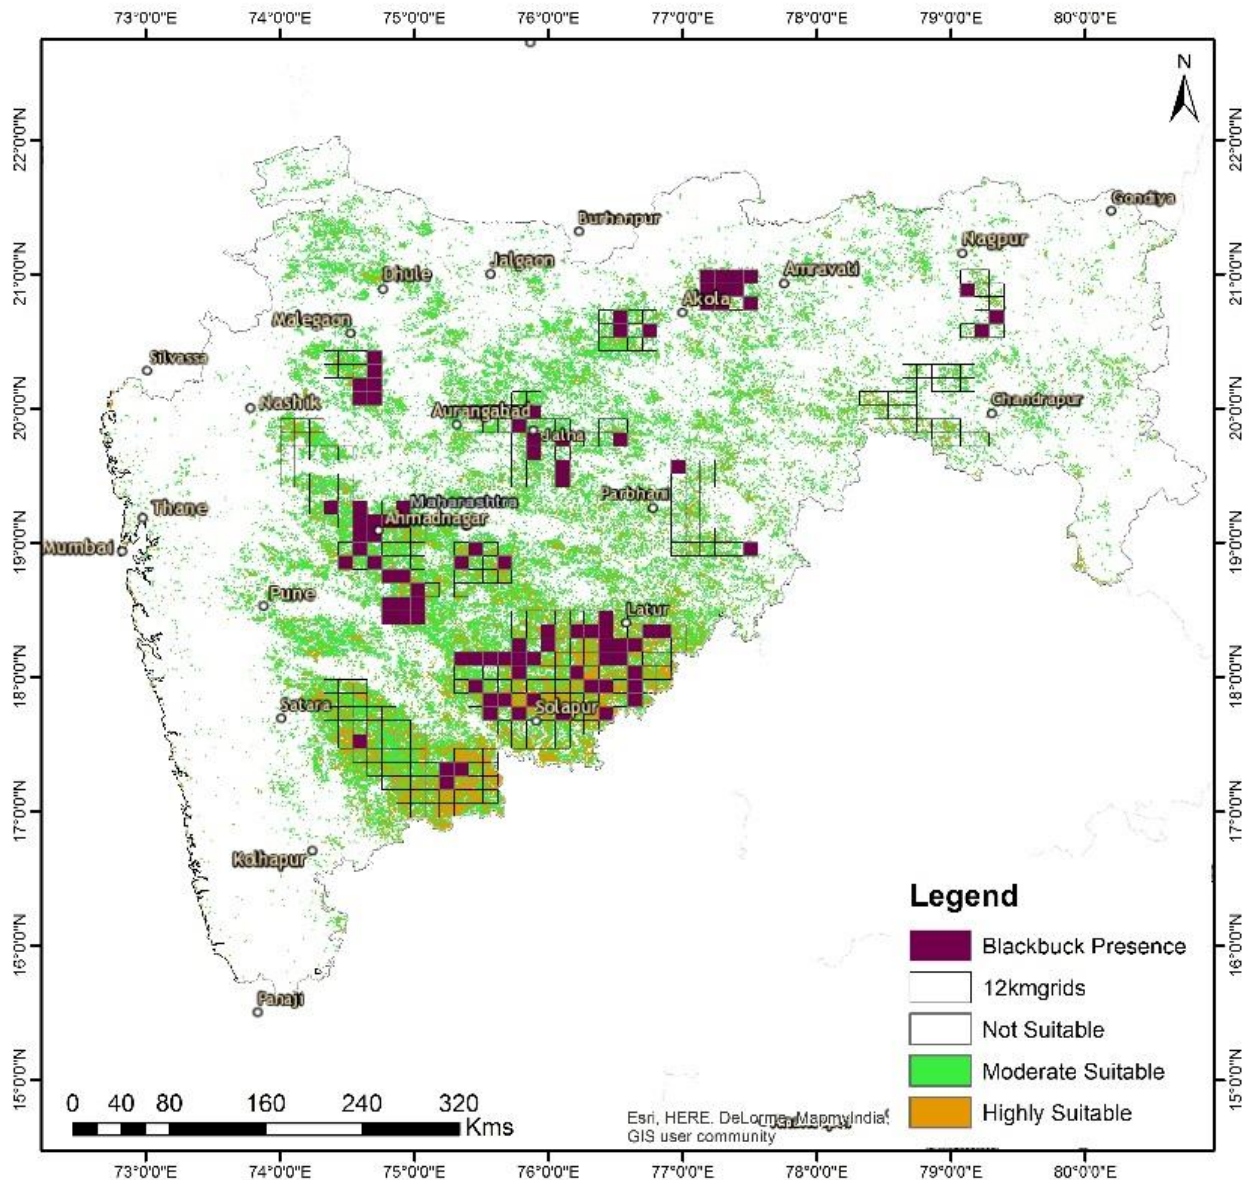 73°0'0"E 74°0'0"E 75°0'0"E 76°0'0"E 77°0'0"E 78°0'0"E 79°0'0"E 80°0'0"E
N
22°0'0"N 22°0'0"N
Gondiya
Burhanpur
Nagpur
21°0'0"N Dhule Jalgaon Amravati 21°0'0"N
Akola
Malegaon
Silvassa
20°0'0"N Nashik Aurangabad Chandrapur 20°0'0"N
Jalna
Parbhani
Thane Maharashtra
Ahmadnagar
19°0'0"N Mumbai 19°0'0"N
Pune Latur
18°0'0"N 18°0'0"N
Satara Solapur
17°0'0"N 17°0'0"N
Kolhapur
16°0'0"N 16°0'0"N
Panaji
15°0'0"N 15°0'0"N
Legend
Blackbuck Presence
12kmgrids
Not Suitable
Moderate Suitable
Highly Suitable
0 40 80 160 240 320
Kms
Esri, HERE. DeLorme, MapmyIndia,
GIS user community
73°0'0"E 74°0'0"E 75°0'0"E 76°0'0"E 77°0'0"E 78°0'0"E 79°0'0"E 80°0'0"E